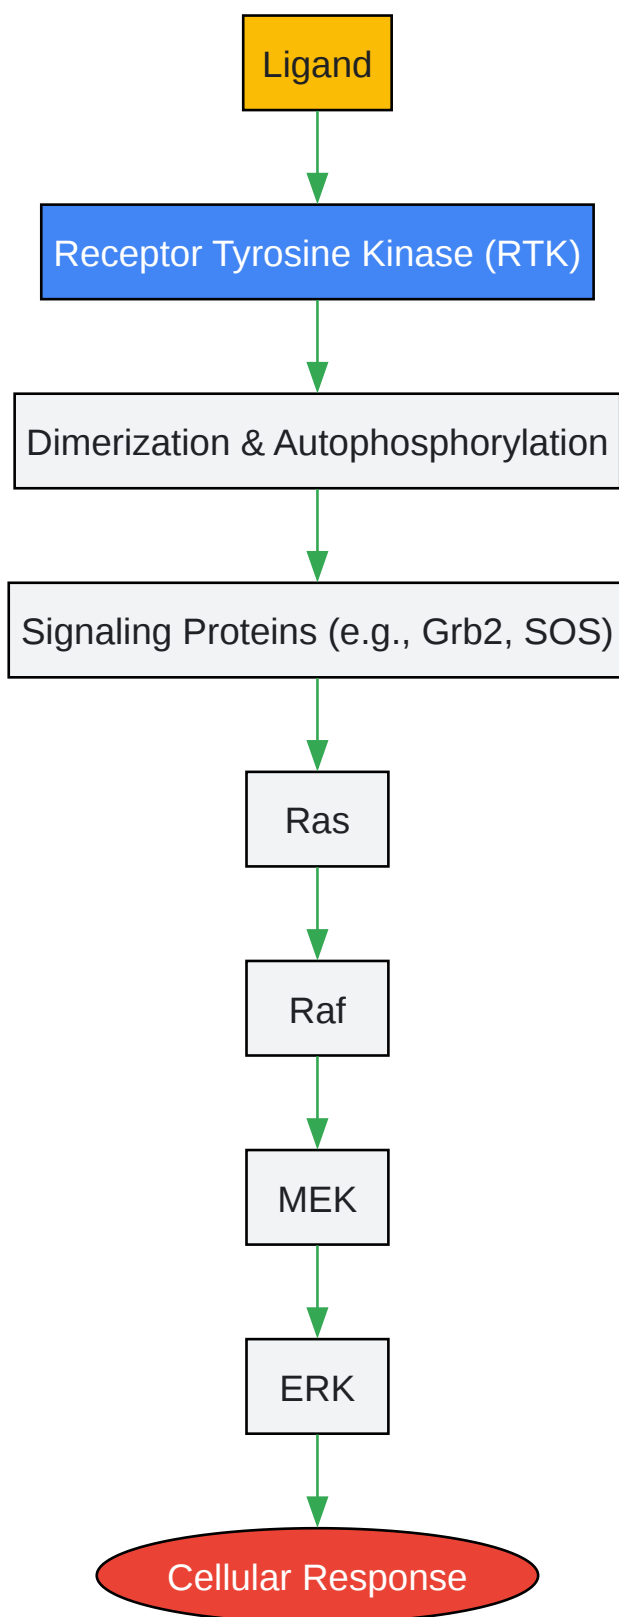 Ligand
Receptor Tyrosine Kinase (RTK)
Dimerization & Autophosphorylation
Signaling Proteins (e.g., Grb2, SOS)
Ras
Raf
MEK
ERK
Cellular Response